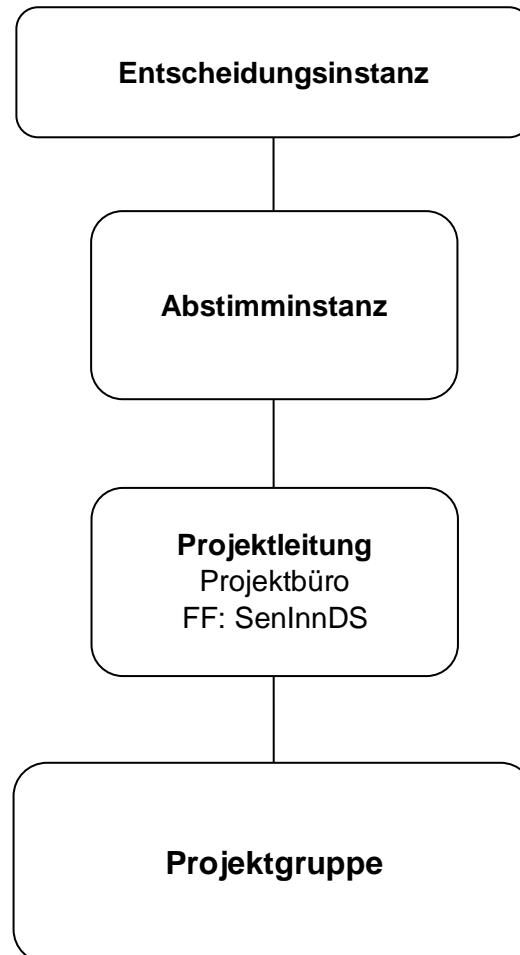 Entscheidungsinstanz
Abstimminstanz
Projektleitung
Projektbüro
FF: SenInnDS
Projektgruppe